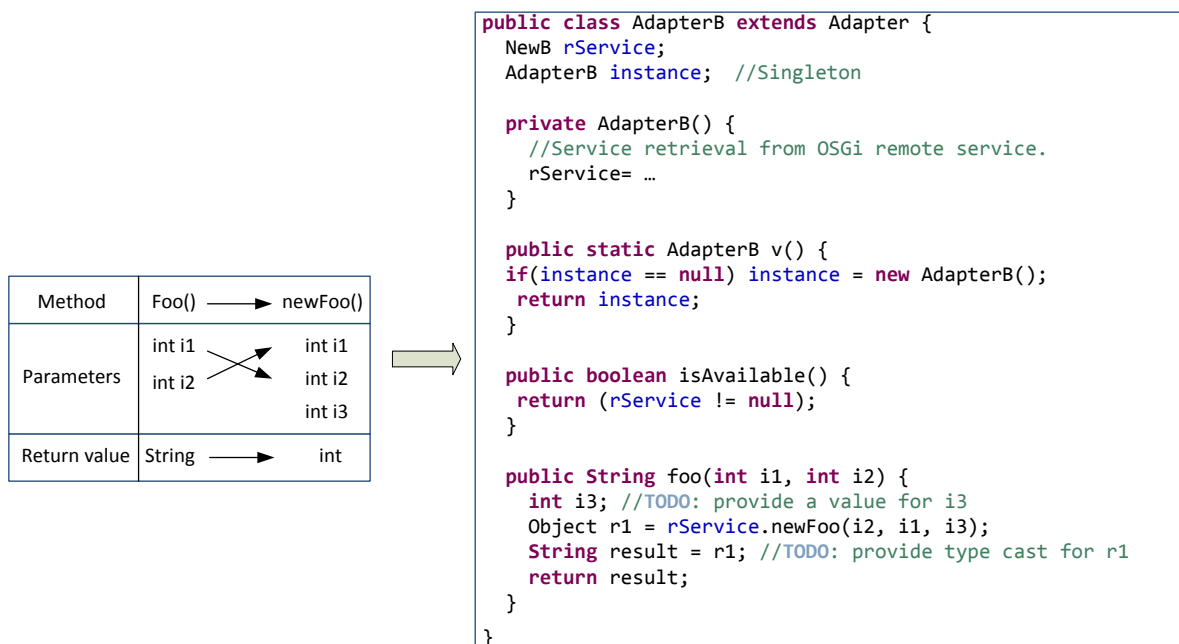 Method Foo() newFoo()
Parameters
int i1 int i1
int i2 int i2
int i3
Return value String int
public class AdapterB extends Adapter {
NewB rService;
AdapterB instance; //Singleton
private AdapterB() {
//Service retrieval from OSGi remote service.
rService= …
}
public static AdapterB v() {
if(instance == null) instance = new AdapterB();
return instance;
}
public boolean isAvailable() {
return (rService != null);
}
public String foo(int i1, int i2) {
int i3; //TODO: provide a value for i3
Object r1 = rService.newFoo(i2, i1, i3);
String result = r1; //TODO: provide type cast for r1
return result;
}
}